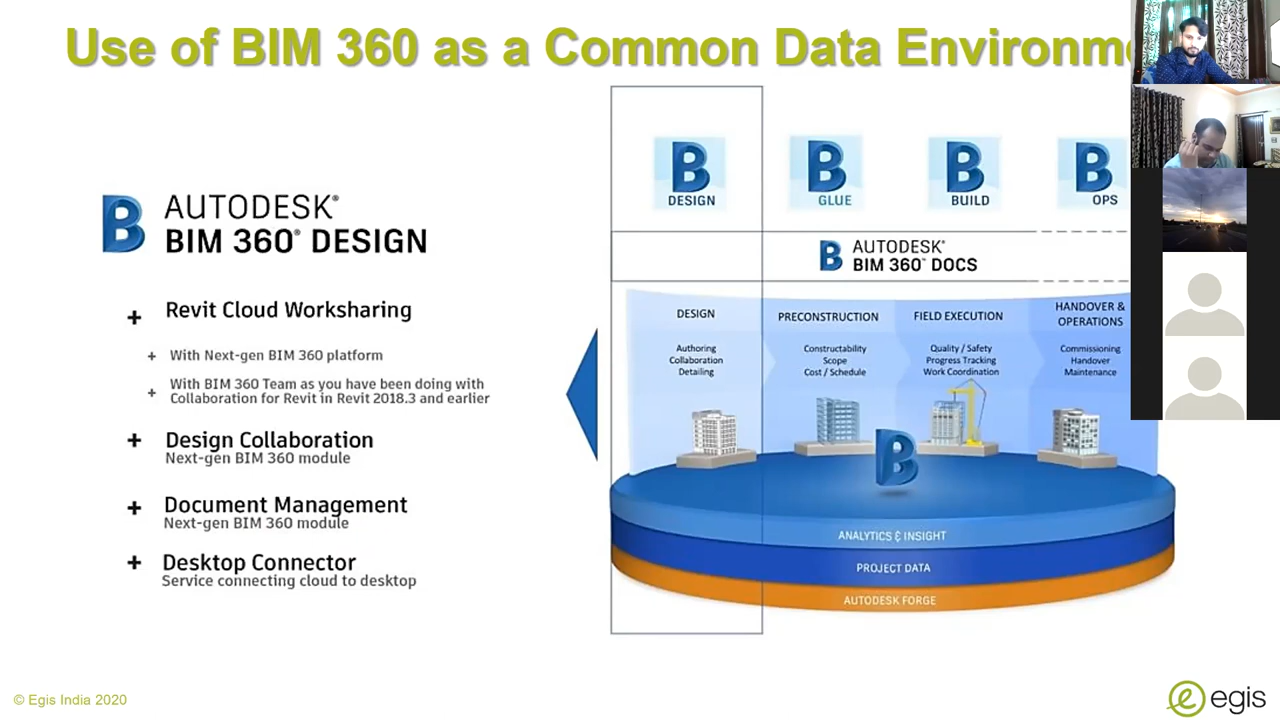 Use of BIM 360 as a Common Data Environme
AUTODESK®
BIM 360® DESIGN
+ Revit Cloud Worksharing
+ With Next-gen BIM 360 platform
+ With BIM 360 Team as you have been doing with
Collaboration for Revit in Revit 2018.3 and earlier
+ Design Collaboration
Next-gen BIM 360 module
+ Document Management
Next-gen BIM 360 module
+ Desktop Connector
Service connecting cloud to desktop
DESIGN
GLUE
BUILD
OPS
AUTODESK®
BIM 360™ DOCS
DESIGN
Authoring
Collaboration
Detailing
PRECONSTRUCTION
Constructability
Scope
Cost / Schedule
FIELD EXECUTION
Quality / Safety
Progress Tracking
Work Coordination
HANDOVER &
OPERATIONS
Commissioning
Handover
Maintenance
ANALYTICS & INSIGHT
PROJECT DATA
AUTODESK FORGE
© Egis India 2020
egis